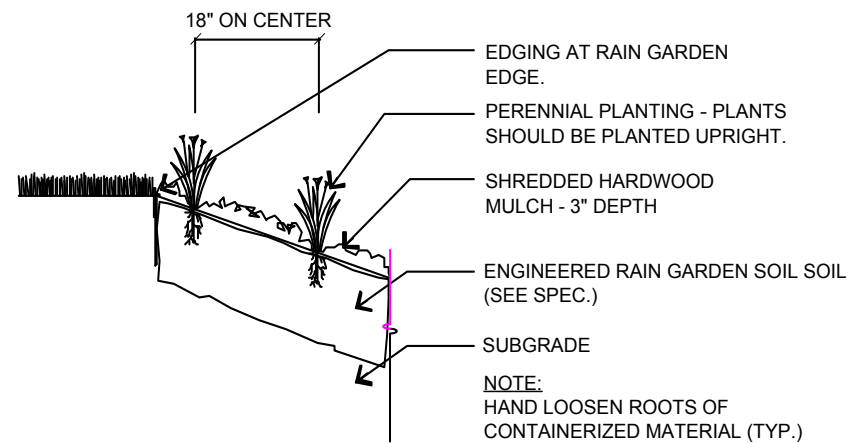 18" ON CENTER
EDGING AT RAIN GARDEN
EDGE.
PERENNIAL PLANTING - PLANTS
SHOULD BE PLANTED UPRIGHT.
SHREDDED HARDWOOD
MULCH - 3" DEPTH
ENGINEERED RAIN GARDEN SOIL SOIL
(SEE SPEC.)
SUBGRADE
NOTE:
HAND LOOSEN ROOTS OF
CONTAINERIZED MATERIAL (TYP.)